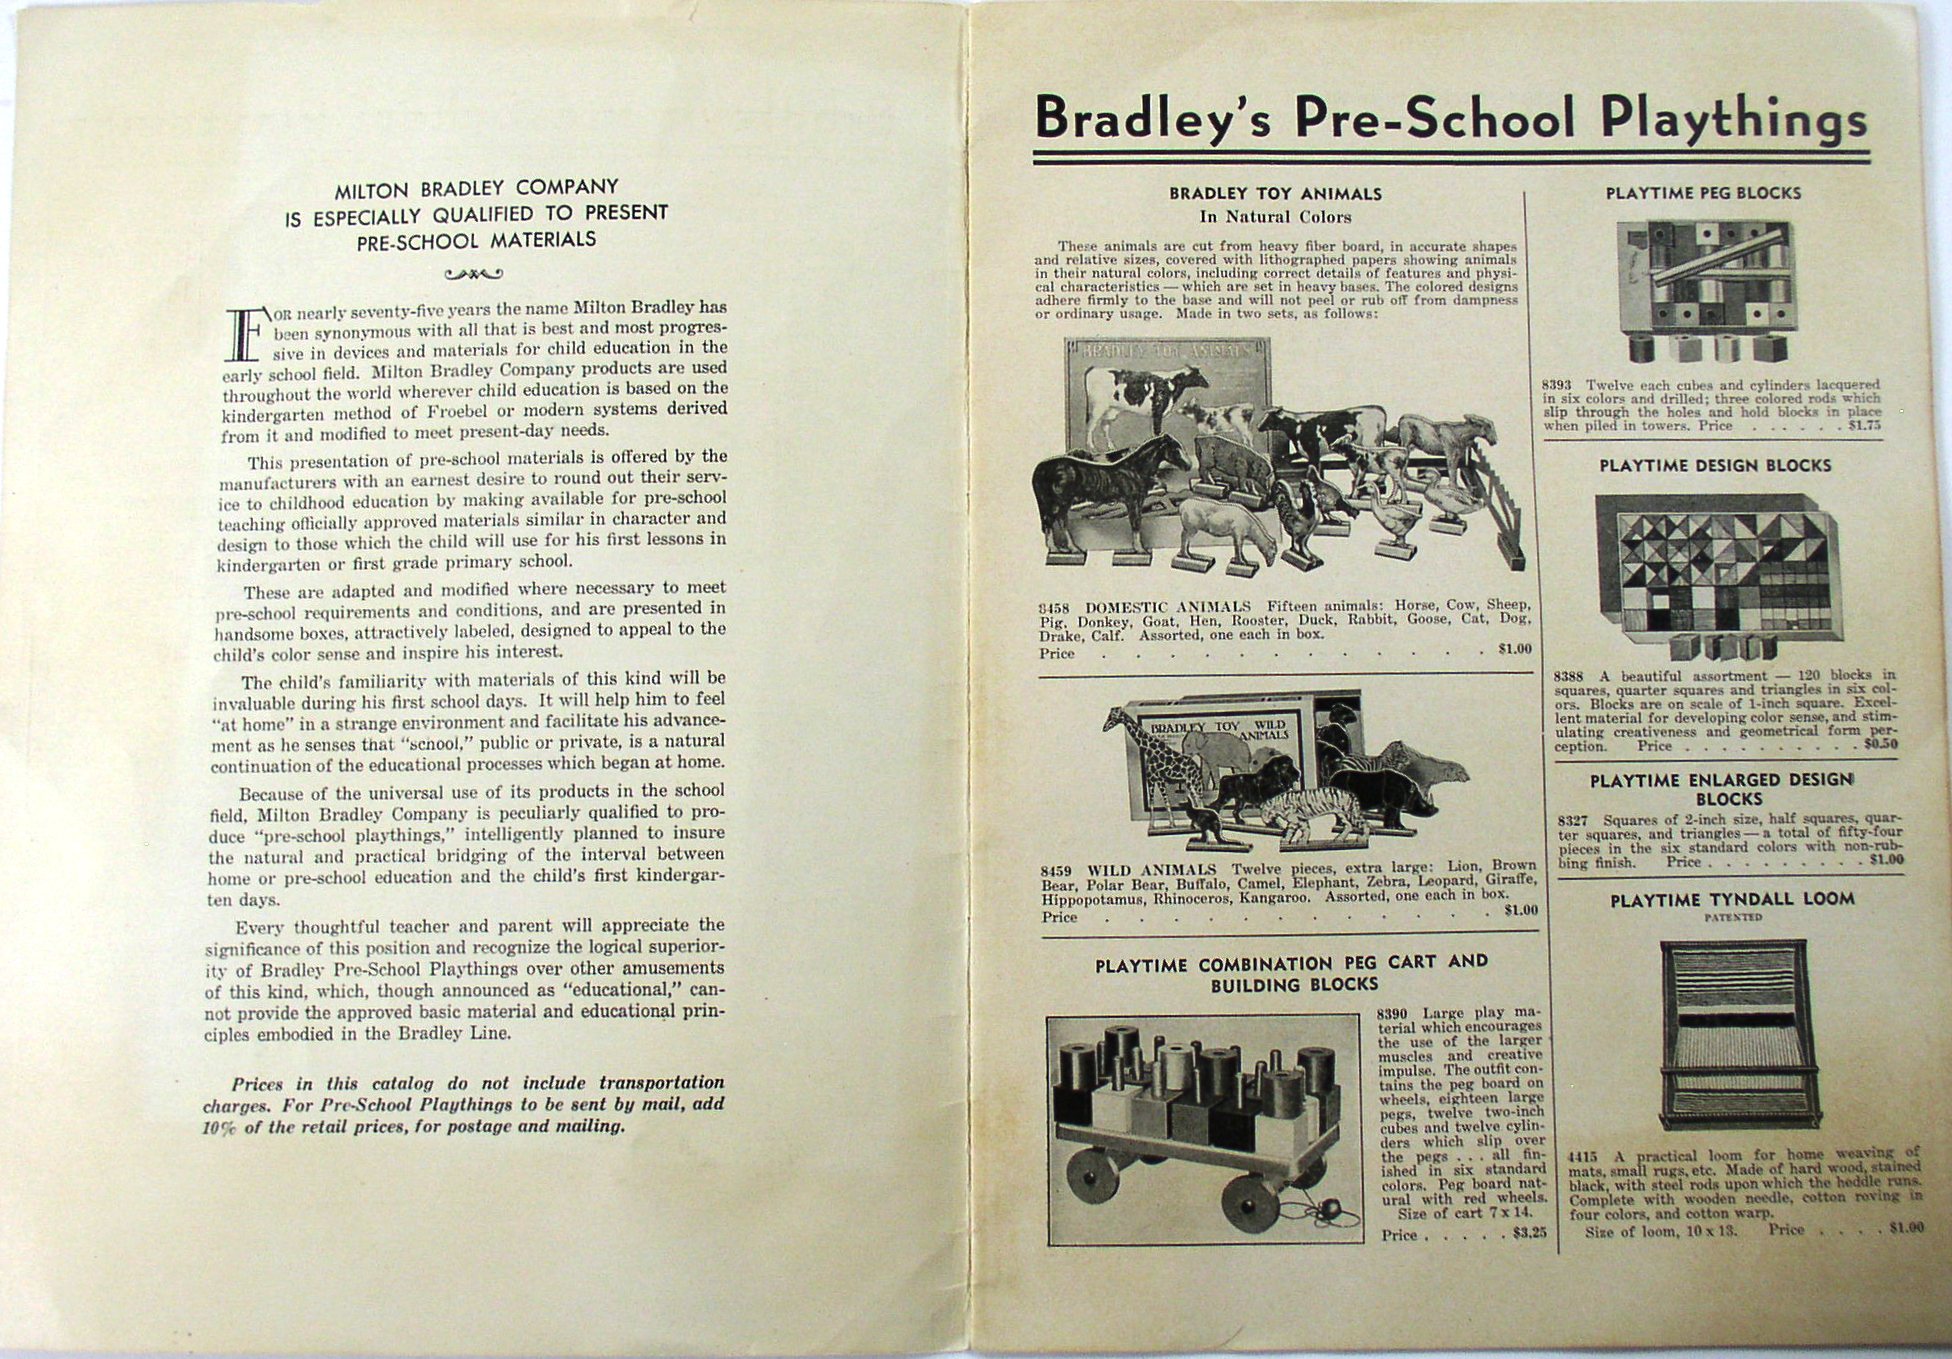 MILTON BRADLEY COMPANY
IS ESPECIALLY QUALIFIED TO PRESENT
PRE-SCHOOL MATERIALS
FOR nearly seventy-five years the name Milton Bradley has
been synonymous with all that is best and most progres-
sive in devices and materials for child education in the
early school field. Milton Bradley Company products are used
throughout the world wherever child education is based on the
kindergarten method of Froebel or modern systems derived
from it and modified to meet present-day needs.
This presentation of pre-school materials is offered by the
manufacturers with an earnest desire to round out their serv-
ice to childhood education by making available for pre-school
teaching officially approved materials similar in character and
design to those which the child will use for his first lessons in
kindergarten or first grade primary school.
These are adapted and modified where necessary to meet
pre-school requirements and conditions, and are presented in
handsome boxes, attractively labeled, designed to appeal to the
child's color sense and inspire his interest.
The child's familiarity with materials of this kind will be
invaluable during his first school days. It will help him to feel
"at home" in a strange environment and facilitate his advance-
ment as he senses that "school," public or private, is a natural
continuation of the educational processes which began at home.
Because of the universal use of its products in the school
field, Milton Bradley Company is peculiarly qualified to pro-
duce "pre-school playthings," intelligently planned to insure
the natural and practical bridging of the interval between
home or pre-school education and the child's first kindergar-
ten days.
Every thoughtful teacher and parent will appreciate the
significance of this position and recognize the logical superior-
ity of Bradley Pre-School Playthings over other amusements
of this kind, which, though announced as "educational," can-
not provide the approved basic material and educational prin-
ciples embodied in the Bradley Line.
Prices in this catalog do not include transportation
charges. For Pre-School Playthings to be sent by mail, add
10% of the retail prices, for postage and mailing.
Bradley's Pre-School Playthings
BRADLEY TOY ANIMALS
In Natural Colors
These animals are cut from heavy fiber board, in accurate shapes
and relative sizes, covered with lithographed papers showing animals
in their natural colors, including correct details of features and physi-
cal characteristics — which are set in heavy bases. The colored designs
adhere firmly to the base and will not peel or rub off from dampness
or ordinary usage. Made in two sets, as follows:
BRADLEY TOY ANIMALS
8458 DOMESTIC ANIMALS Fifteen animals: Horse, Cow, Sheep,
Pig, Donkey, Goat, Hen, Rooster, Duck, Rabbit, Goose, Cat, Dog,
Drake, Calf. Assorted, one each in box.
Price . . . . . . . . . . . . $1.00
BRADLEY TOY WILD
ANIMALS
8459 WILD ANIMALS Twelve pieces, extra large: Lion, Brown
Bear, Polar Bear, Buffalo, Camel, Elephant, Zebra, Leopard, Giraffe,
Hippopotamus, Rhinoceros, Kangaroo. Assorted, one each in box.
Price . . . . . . . . . . . . $1.00
PLAYTIME COMBINATION PEG CART AND
BUILDING BLOCKS
8390 Large play ma-
terial which encourages
the use of the larger
muscles and creative
impulse. The outfit con-
tains the peg board on
wheels, eighteen large
pegs, twelve two-inch
cubes and twelve cylin-
ders which slip over
the pegs . . . all fin-
ished in six standard
colors. Peg board nat-
ural with red wheels.
Size of cart 7 x 14.
Price . . . . . $3.25
PLAYTIME PEG BLOCKS
8393 Twelve each cubes and cylinders lacquered
in six colors and drilled; three colored rods which
slip through the holes and hold blocks in place
when piled in towers. Price . . . . . . $1.75
PLAYTIME DESIGN BLOCKS
8388 A beautiful assortment — 120 blocks in
squares, quarter squares and triangles in six col-
ors. Blocks are on scale of 1-inch square. Excel-
lent material for developing color sense, and stim-
ulating creativeness and geometrical form per-
ception. Price . . . . . . . . . . $0.50
PLAYTIME ENLARGED DESIGN
BLOCKS
8327 Squares of 2-inch size, half squares, quar-
ter squares, and triangles — a total of fifty-four
pieces in the six standard colors with non-rub-
bing finish. Price . . . . . . . . . $1.00
PLAYTIME TYNDALL LOOM
PATENTED
4415 A practical loom for home weaving of
mats, small rugs, etc. Made of hard wood, stained
black, with steel rods upon which the heddle runs.
Complete with wooden needle, cotton roving in
four colors, and cotton warp.
Size of loom, 10 x 13. Price . . . . $1.00